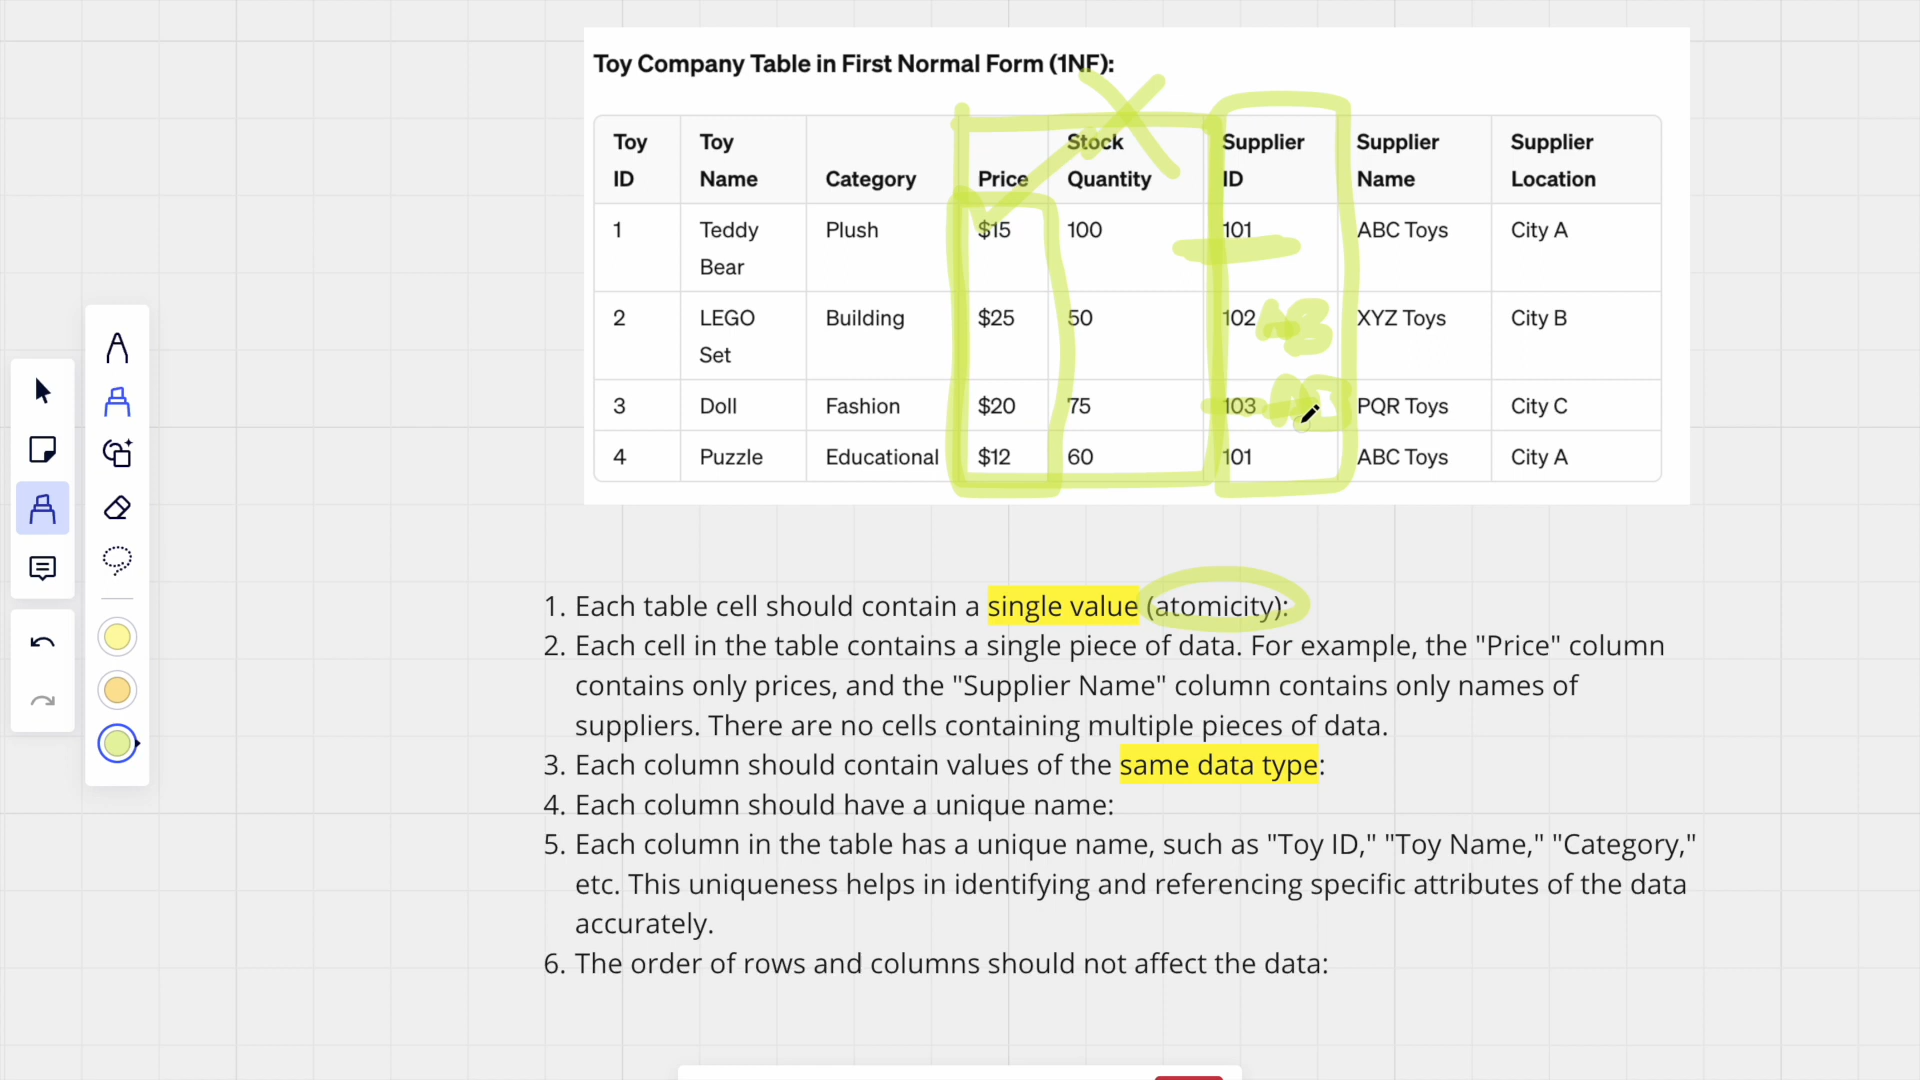 Toy Company Table in First Normal Form (1NF):
Toy ID Toy Name Category Price Stock Quantity Supplier ID Supplier Name Supplier Location
1 Teddy Bear Plush $15 100 101 ABC Toys City A
2 LEGO Set Building $25 50 102 AB XYZ Toys City B
3 Doll Fashion $20 75 103 PQR Toys City C
4 Puzzle Educational $12 60 101 ABC Toys City A
1. Each table cell should contain a single value (atomicity):
2. Each cell in the table contains a single piece of data. For example, the "Price" column
contains only prices, and the "Supplier Name" column contains only names of
suppliers. There are no cells containing multiple pieces of data.
3. Each column should contain values of the same data type:
4. Each column should have a unique name:
5. Each column in the table has a unique name, such as "Toy ID," "Toy Name," "Category,"
etc. This uniqueness helps in identifying and referencing specific attributes of the data
accurately.
6. The order of rows and columns should not affect the data: